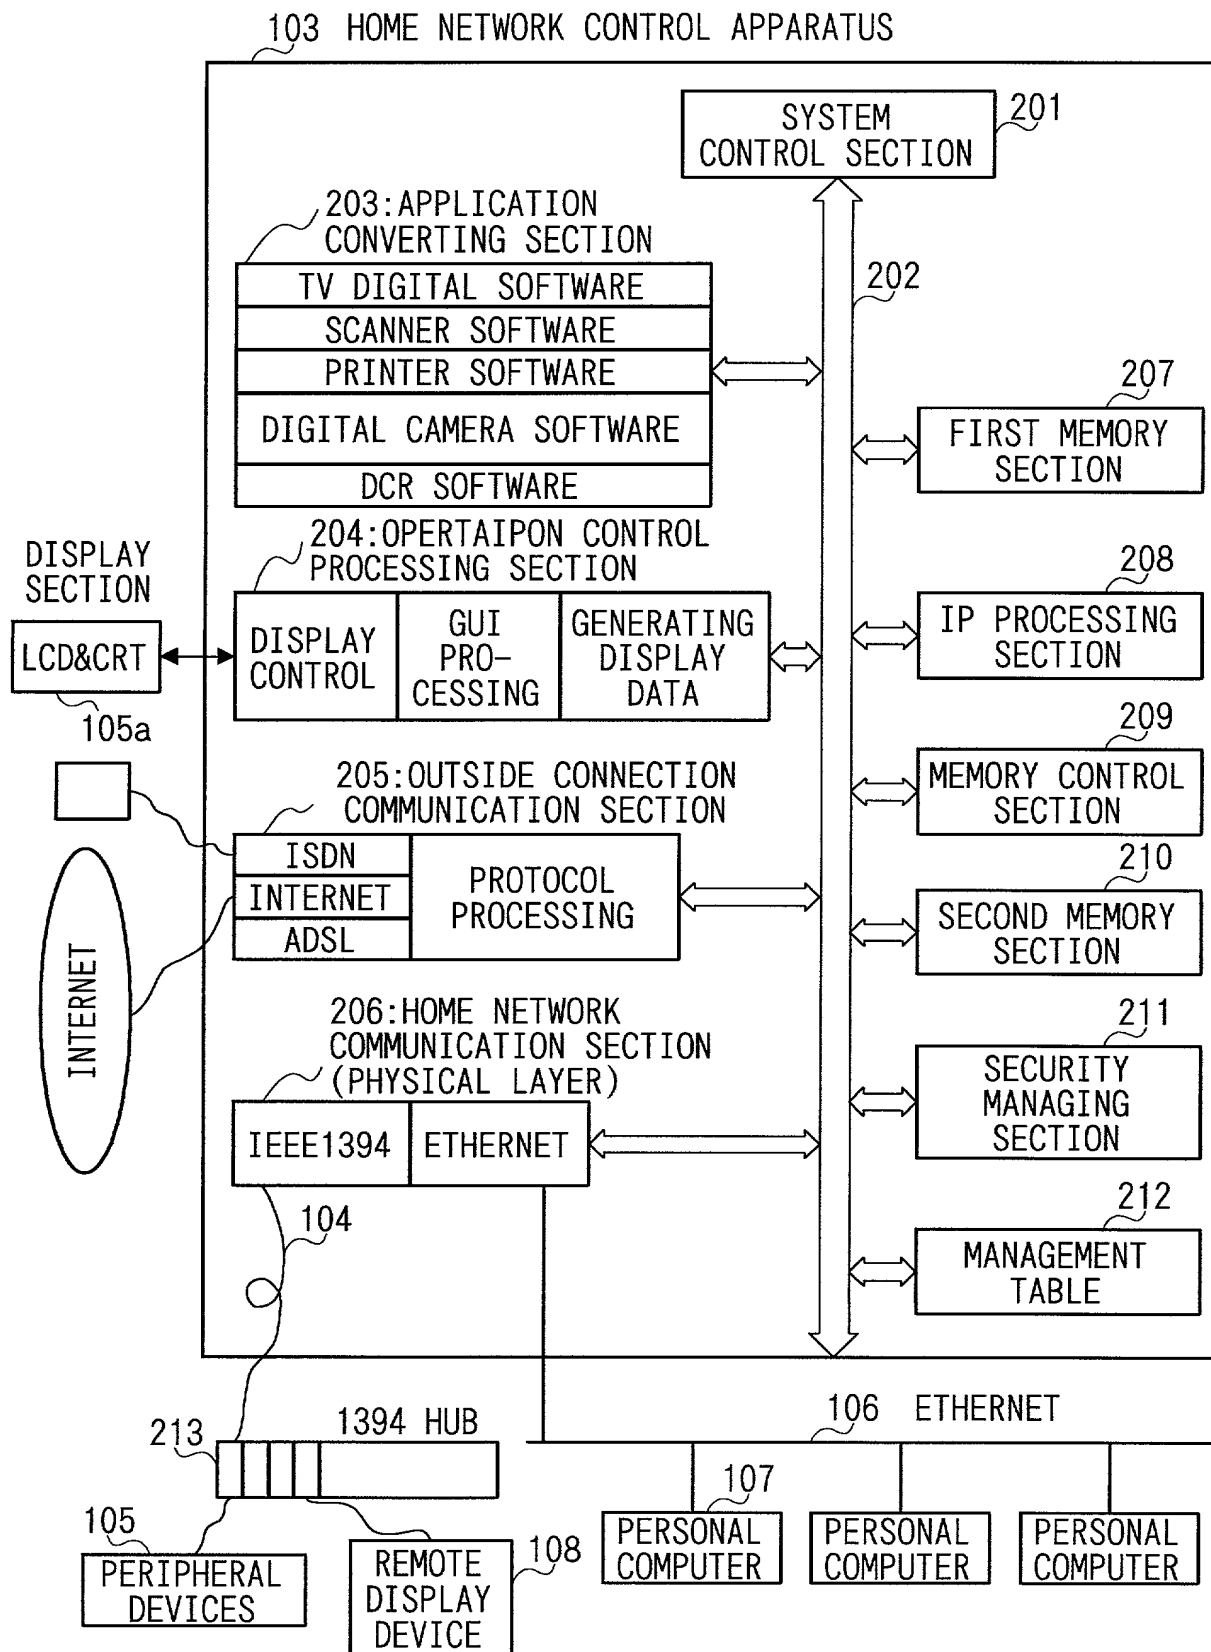 103 HOME NETWORK CONTROL APPARATUS
SYSTEM
CONTROL SECTION
201
203:APPLICATION
CONVERTING SECTION
TV DIGITAL SOFTWARE
SCANNER SOFTWARE
PRINTER SOFTWARE
DIGITAL CAMERA SOFTWARE
DCR SOFTWARE
202
207
FIRST MEMORY
SECTION
204:OPERTAIPON CONTROL
PROCESSING SECTION
DISPLAY
SECTION
LCD&CRT
105a
DISPLAY
CONTROL
GUI
PRO-
CESSING
GENERATING
DISPLAY
DATA
208
IP PROCESSING
SECTION
209
MEMORY CONTROL
SECTION
205:OUTSIDE CONNECTION
COMMUNICATION SECTION
ISDN
INTERNET
ADSL
PROTOCOL
PROCESSING
210
SECOND MEMORY
SECTION
INTERNET
206:HOME NETWORK
COMMUNICATION SECTION
(PHYSICAL LAYER)
IEEE1394
ETHERNET
211
SECURITY
MANAGING
SECTION
104
212
MANAGEMENT
TABLE
213
1394 HUB
106 ETHERNET
105
PERIPHERAL
DEVICES
REMOTE
DISPLAY
DEVICE
108
107
PERSONAL
COMPUTER
PERSONAL
COMPUTER
PERSONAL
COMPUTER